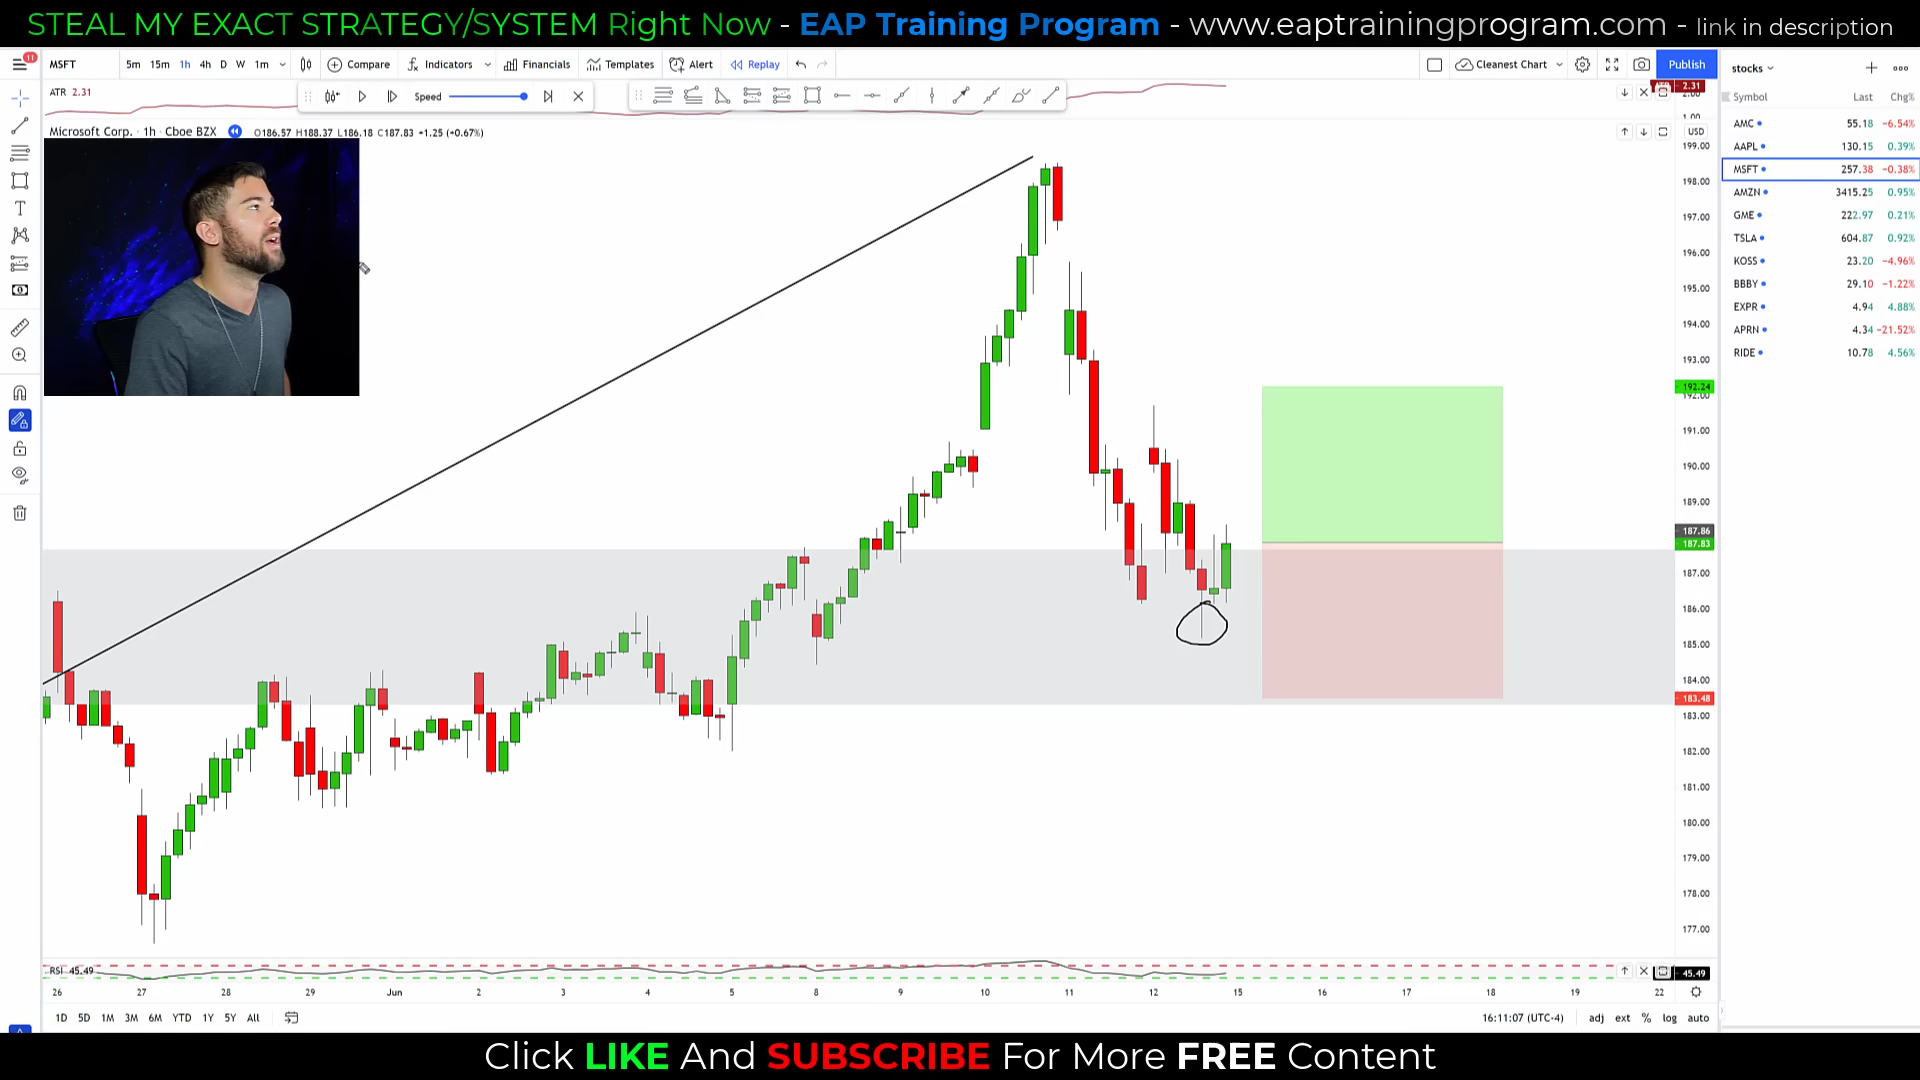 STEAL MY EXACT STRATEGY/SYSTEM Right Now - EAP Training Program - www.eaptrainingprogram.com - link in description
11
MSFT 5m 15m 1h 4h D W 1m Compare Indicators Financials Templates Alert Replay Cleanest Chart Publish
stocks
ATR 2.31
Speed
2.31
1.00
Symbol Last Chg%
Microsoft Corp. · 1h · Cboe BZX O186.57 H188.37 L186.18 C187.83 +1.25 (+0.67%)
USD
AMC 55.18 −6.54%
AAPL 130.15 0.39%
MSFT 257.38 −0.38%
AMZN 3415.25 0.95%
GME 222.97 0.21%
TSLA 604.87 0.92%
KOSS 23.20 −4.96%
BBBY 29.10 −1.22%
EXPR 4.94 4.88%
APRN 4.34 −21.52%
RIDE 10.78 4.56%
199.00
198.00
197.00
196.00
195.00
194.00
193.00
192.24
192.00
191.00
190.00
189.00
187.86
187.83
187.00
186.00
185.00
184.00
183.48
183.00
182.00
181.00
180.00
179.00
178.00
177.00
RSI 45.49
45.49
26 27 28 29 Jun 2 3 4 5 8 9 10 11 12 15 16 17 18 19 22
1D 5D 1M 3M 6M YTD 1Y 5Y All
16:11:07 (UTC-4) adj ext % log auto
Click LIKE And SUBSCRIBE For More FREE Content